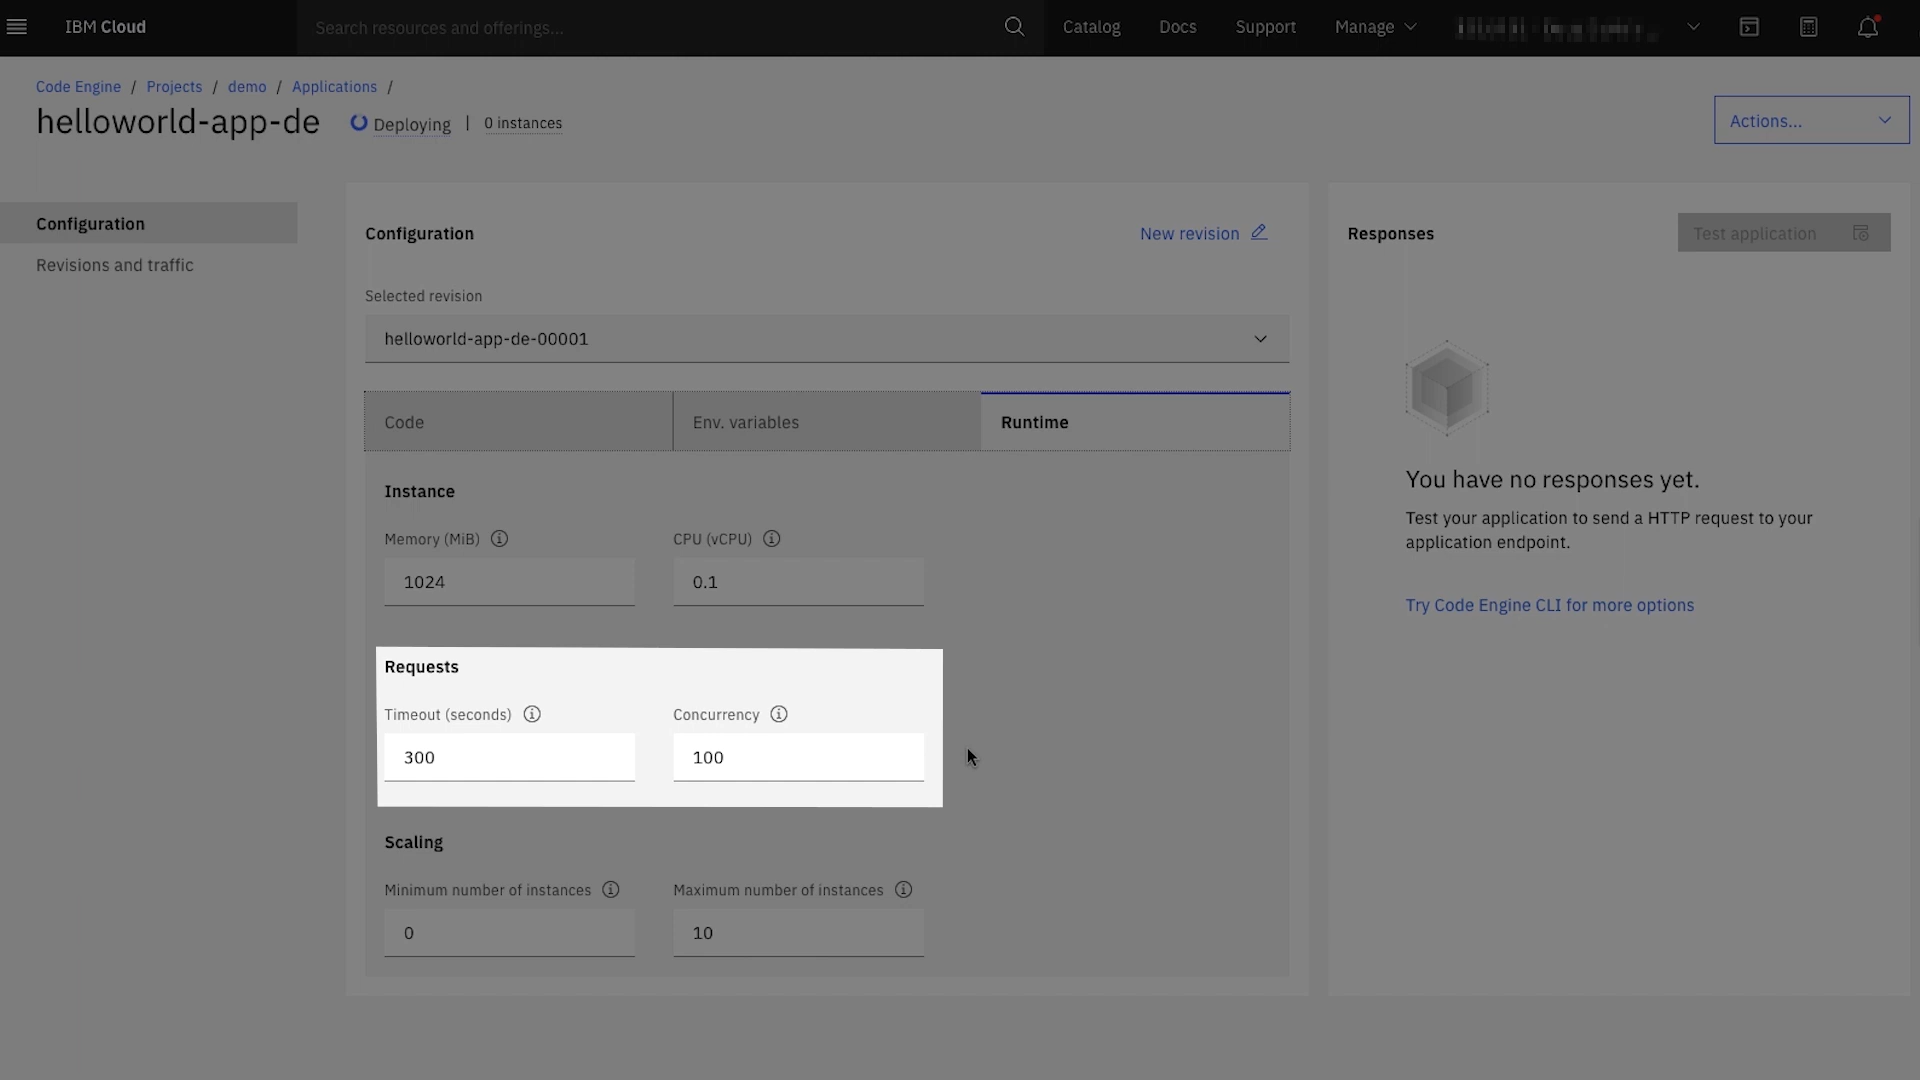 IBM Cloud
Search resources and offerings...
Catalog
Docs
Support
Manage
Code Engine / Projects / demo / Applications /
helloworld-app-de
Deploying | 0 instances
Actions...
Configuration
Revisions and traffic
Configuration
New revision
Selected revision
helloworld-app-de-00001
Code
Env. variables
Runtime
Instance
Memory (MiB)
CPU (vCPU)
1024
0.1
Requests
Timeout (seconds)
Concurrency
300
100
Scaling
Minimum number of instances
Maximum number of instances
0
10
Responses
Test application
You have no responses yet.
Test your application to send a HTTP request to your
application endpoint.
Try Code Engine CLI for more options